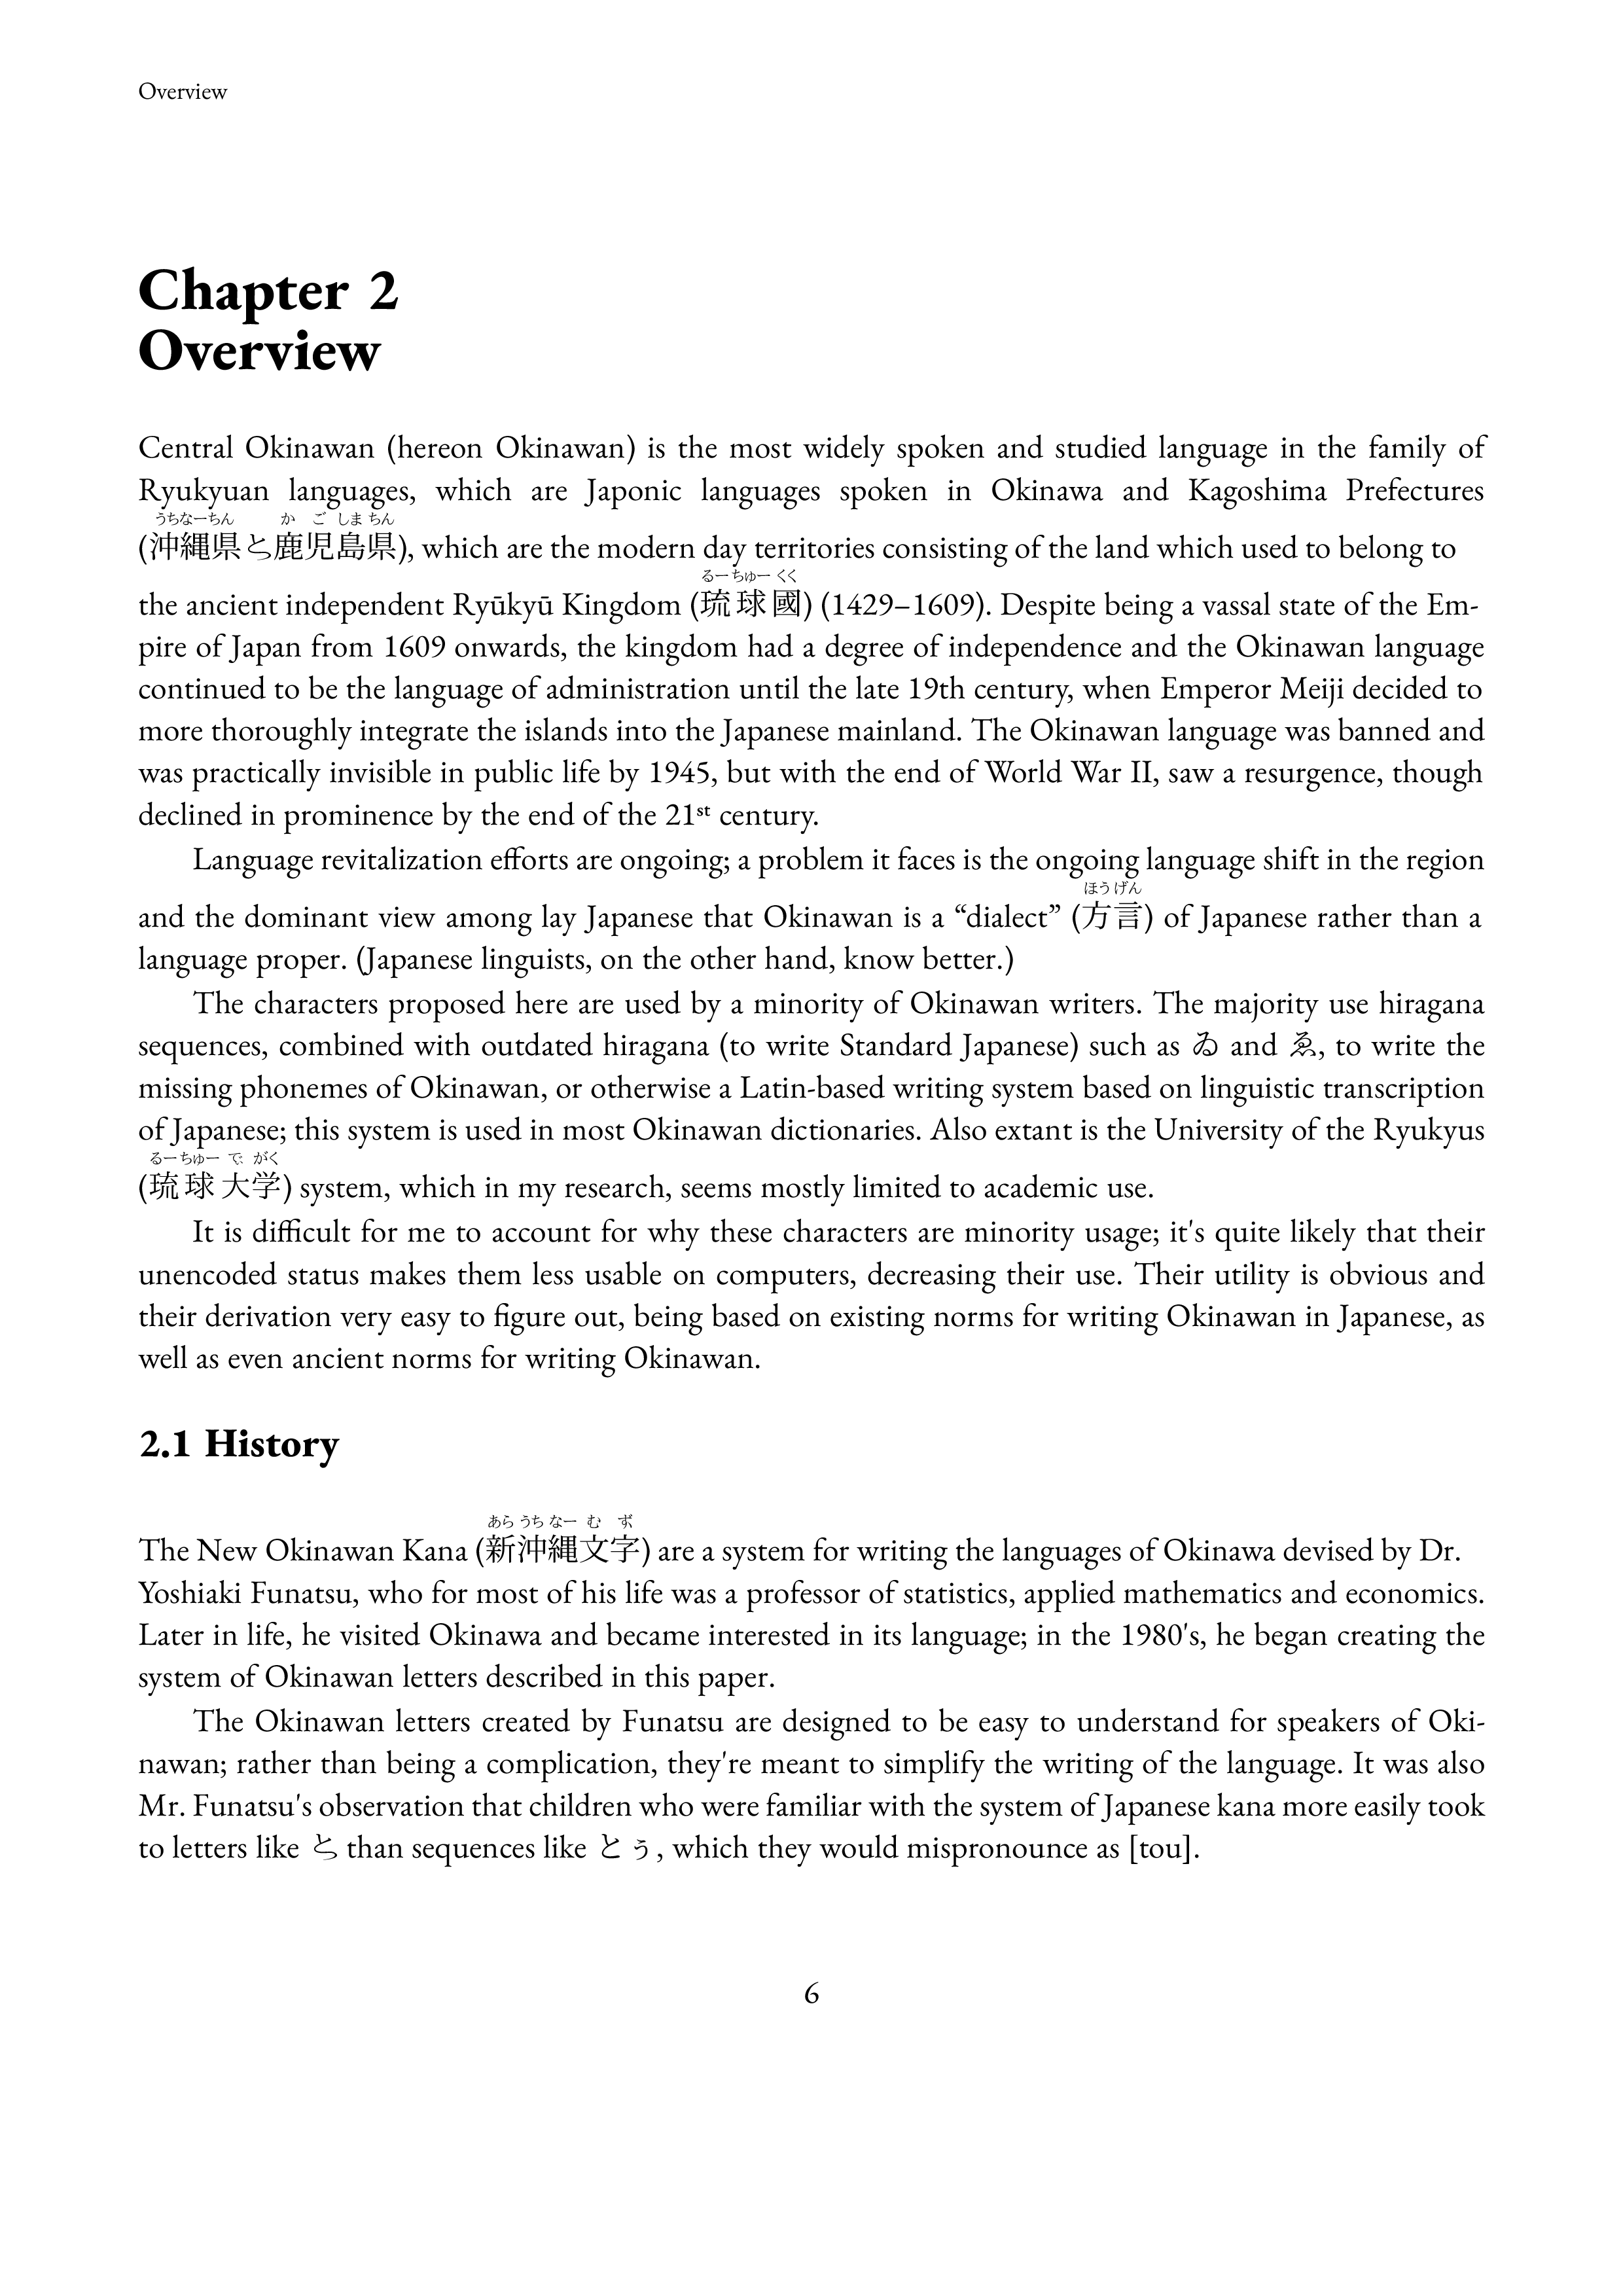 Overview
Chapter 2
Overview
Central Okinawan (hereon Okinawan) is the most widely spoken and studied language in the family of
Ryukyuan languages, which are Japonic languages spoken in Okinawa and Kagoshima Prefectures
うちなーちん か ご しま ちん
(沖縄県と鹿児島県), which are the modern day territories consisting of the land which used to belong to
るーちゅー くく
the ancient independent Ryūkyū Kingdom (琉球國) (1429–1609). Despite being a vassal state of the Em-
pire of Japan from 1609 onwards, the kingdom had a degree of independence and the Okinawan language
continued to be the language of administration until the late 19th century, when Emperor Meiji decided to
more thoroughly integrate the islands into the Japanese mainland. The Okinawan language was banned and
was practically invisible in public life by 1945, but with the end of World War II, saw a resurgence, though
declined in prominence by the end of the 21st century.
Language revitalization efforts are ongoing; a problem it faces is the ongoing language shift in the region
ほうげん
and the dominant view among lay Japanese that Okinawan is a “dialect” (方言) of Japanese rather than a
language proper. (Japanese linguists, on the other hand, know better.)
The characters proposed here are used by a minority of Okinawan writers. The majority use hiragana
sequences, combined with outdated hiragana (to write Standard Japanese) such as ゐ and ゑ, to write the
missing phonemes of Okinawan, or otherwise a Latin-based writing system based on linguistic transcription
of Japanese; this system is used in most Okinawan dictionaries. Also extant is the University of the Ryukyus
るーちゅー がく
(琉球大学) system, which in my research, seems mostly limited to academic use.
It is difficult for me to account for why these characters are minority usage; it's quite likely that their
unencoded status makes them less usable on computers, decreasing their use. Their utility is obvious and
their derivation very easy to figure out, being based on existing norms for writing Okinawan in Japanese, as
well as even ancient norms for writing Okinawan.
2.1 History
あら うち なー む ず
The New Okinawan Kana (新沖縄文字) are a system for writing the languages of Okinawa devised by Dr.
Yoshiaki Funatsu, who for most of his life was a professor of statistics, applied mathematics and economics.
Later in life, he visited Okinawa and became interested in its language; in the 1980's, he began creating the
system of Okinawan letters described in this paper.
The Okinawan letters created by Funatsu are designed to be easy to understand for speakers of Oki-
nawan; rather than being a complication, they're meant to simplify the writing of the language. It was also
Mr. Funatsu's observation that children who were familiar with the system of Japanese kana more easily took
to letters like than sequences like とぅ, which they would mispronounce as [tou].
6